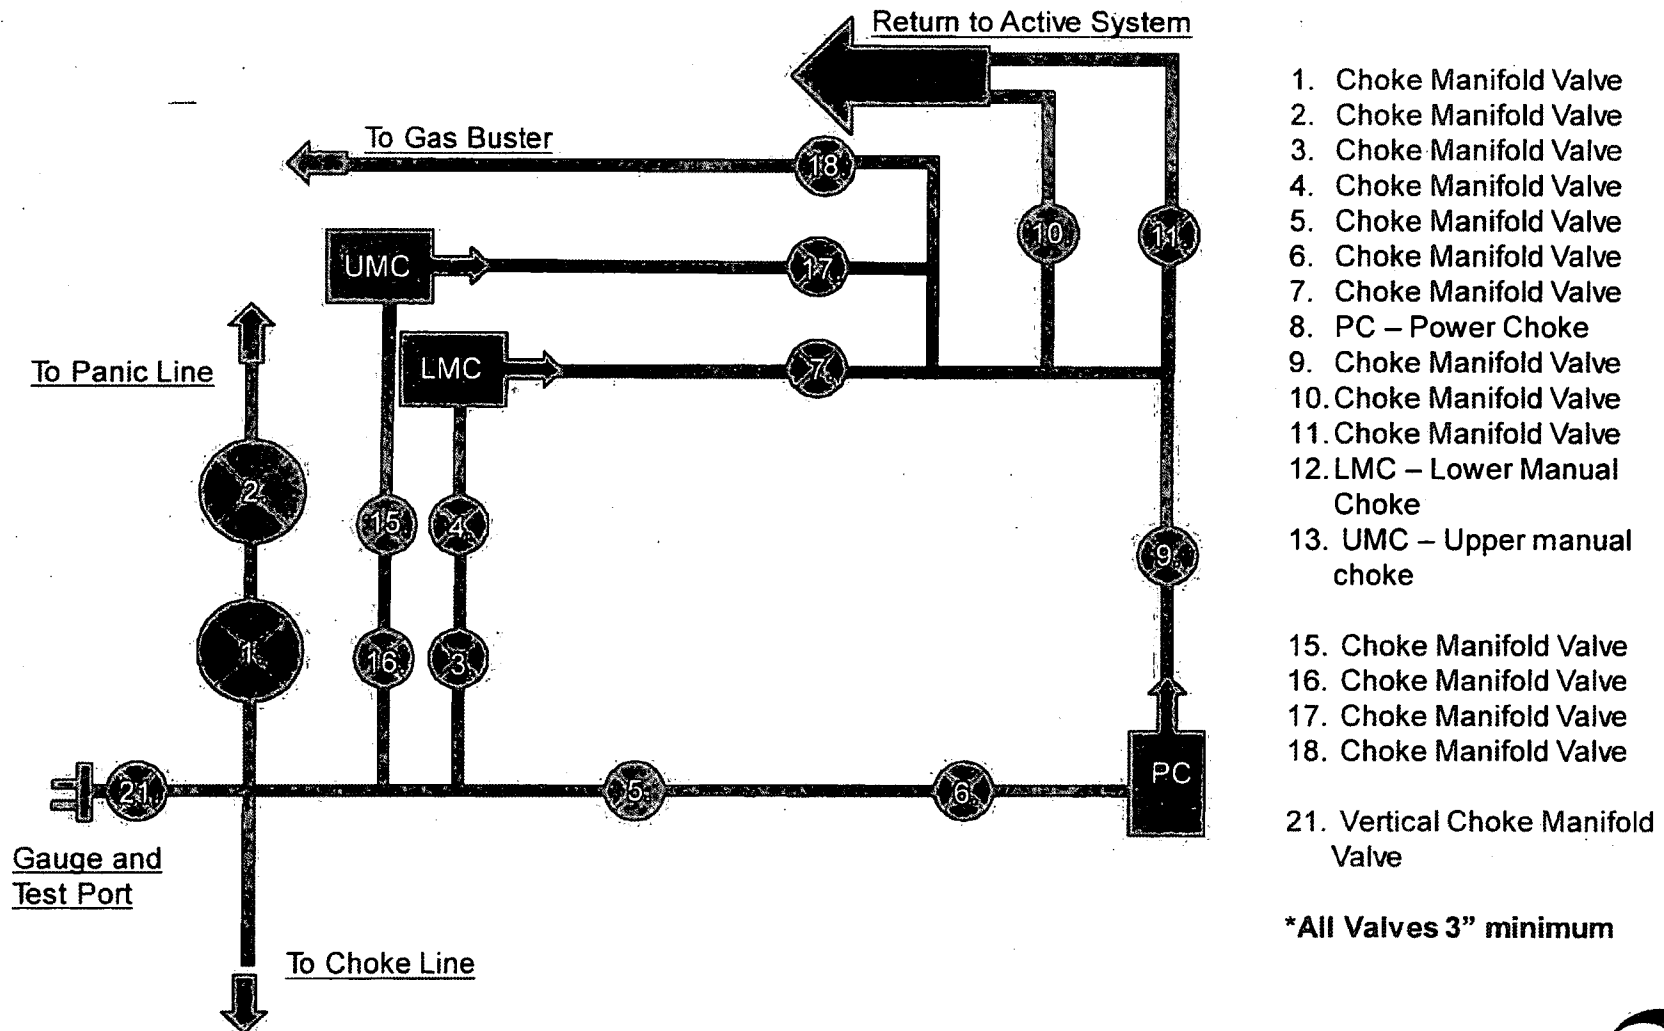 Return to Active System
To Gas Buster
18
UMC
17
10
11
LMC
7
To Panic Line
2
15
4
9
1
16
3
PC
21
5
6
Gauge and
Test Port
To Choke Line
1. Choke Manifold Valve
2. Choke Manifold Valve
3. Choke Manifold Valve
4. Choke Manifold Valve
5. Choke Manifold Valve
6. Choke Manifold Valve
7. Choke Manifold Valve
8. PC – Power Choke
9. Choke Manifold Valve
10. Choke Manifold Valve
11. Choke Manifold Valve
12. LMC – Lower Manual
Choke
13. UMC – Upper manual
choke
15. Choke Manifold Valve
16. Choke Manifold Valve
17. Choke Manifold Valve
18. Choke Manifold Valve
21. Vertical Choke Manifold
Valve
*All Valves 3" minimum